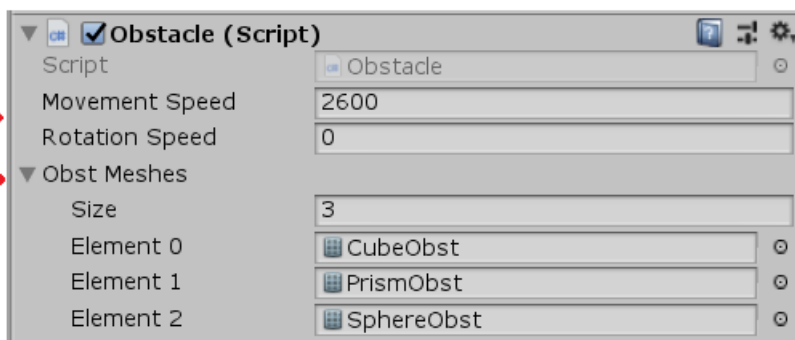 Obstacle (Script)
Script Obstacle
Movement Speed 2600
Rotation Speed 0
Obst Meshes
Size 3
Element 0 CubeObst
Element 1 PrismObst
Element 2 SphereObst